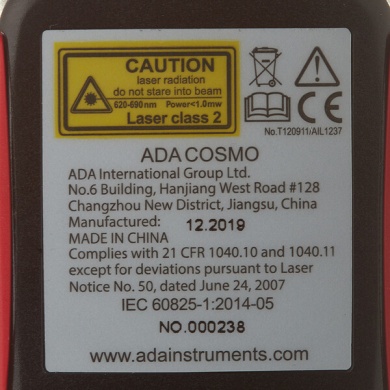 CAUTION
laser radiation
do not stare into beam
620-690nm Power<1.0mw
Laser class 2
No.T120911/AIL1237
ADA COSMO
ADA International Group Ltd.
No.6 Building, Hanjiang West Road #128
Changzhou New District, Jiangsu, China
Manufactured: 12.2019
MADE IN CHINA
Complies with 21 CFR 1040.10 and 1040.11
except for deviations pursuant to Laser
Notice No. 50, dated June 24, 2007
IEC 60825-1:2014-05
NO.000238
www.adainstruments.com